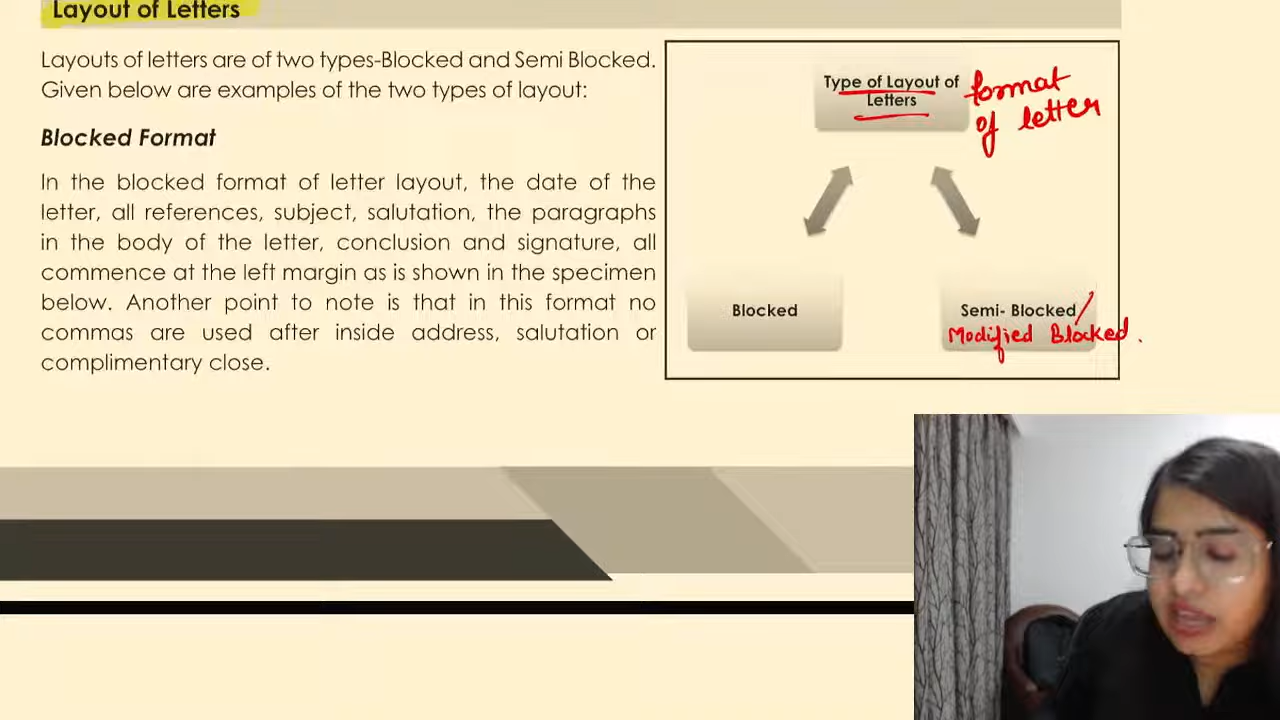 Layout of Letters
Layouts of letters are of two types-Blocked and Semi Blocked.
Given below are examples of the two types of layout:
Blocked Format
In the blocked format of letter layout, the date of the
letter, all references, subject, salutation, the paragraphs
in the body of the letter, conclusion and signature, all
commence at the left margin as is shown in the specimen
below. Another point to note is that in this format no
commas are used after inside address, salutation or
complimentary close.
Type of Layout of
Letters
format
of letter
Blocked
Semi- Blocked/
Modified Blocked.